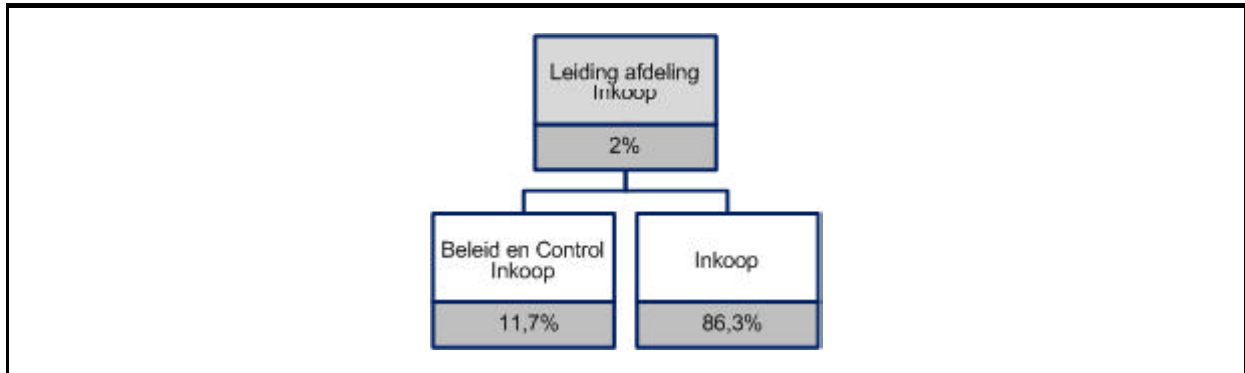 Leiding afdeling
Inkoop
2%
Beleid en Control
Inkoop
11,7%
Inkoop
86,3%